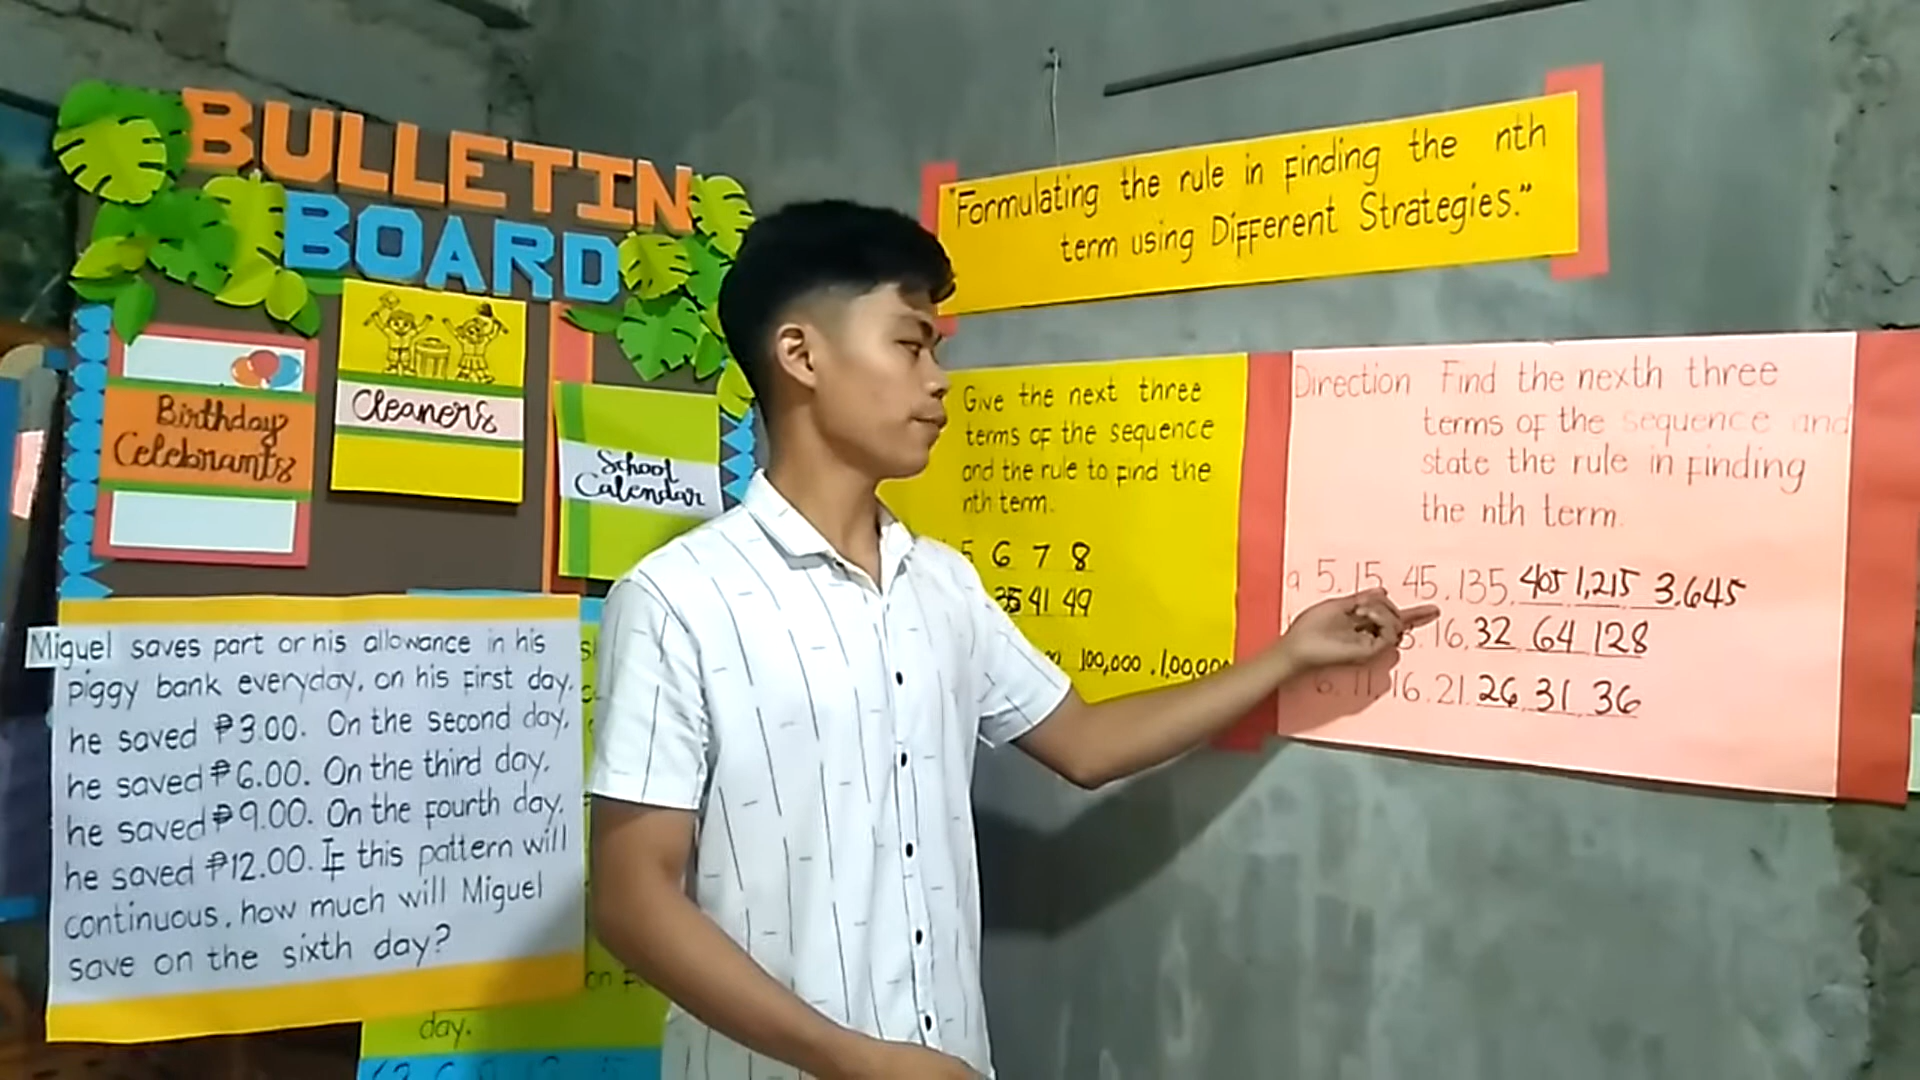 BULLETIN
BOARD
Birthday
Celebrants
Cleaners
School
Calendar
"Formulating the rule in Finding the nth
term using Different Strategies."
Miguel saves part or his allowance in his
piggy bank everyday, on his First day,
he saved ₱3.00. On the second day,
he saved ₱6.00. On the third day,
he saved ₱9.00. On the Fourth day,
he saved ₱12.00. IF this pattern will
continuous, how much will Miguel
save on the sixth day?
day.
Give the next three
terms of the sequence
and the rule to Find the
nth term.
5 6 7 8
41 49
100,000 .1,00,000
Direction Find the nexth three
terms of the sequence and
state the rule in Finding
the nth term.
a 5. 15. 45. 135. 405 1,215 3,645
16. 32 64 128
6. 11. 16. 21. 26 31 36